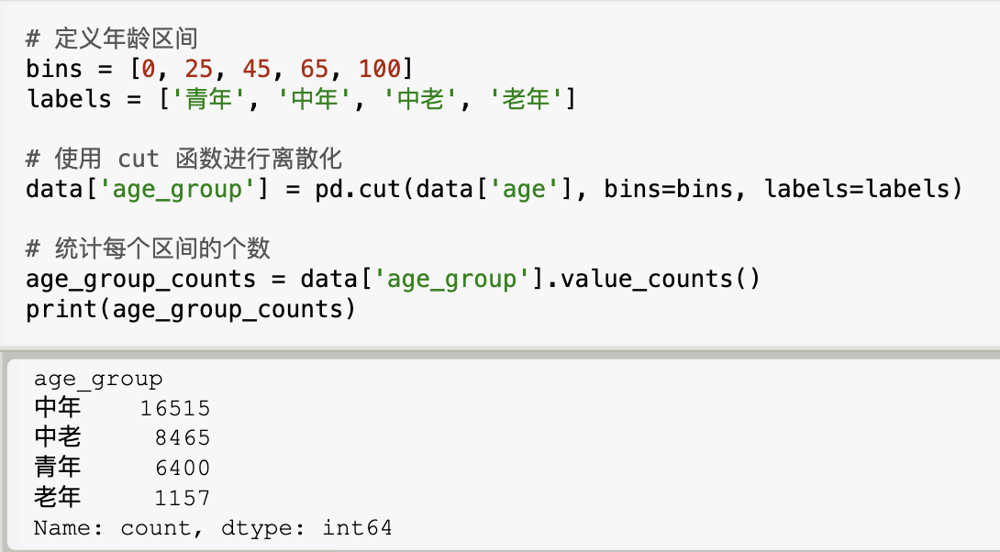 # 定义年龄区间
bins = [0, 25, 45, 65, 100]
labels = ['青年', '中年', '中老', '老年']
# 使用 cut 函数进行离散化
data['age_group'] = pd.cut(data['age'], bins=bins, labels=labels)
# 统计每个区间的个数
age_group_counts = data['age_group'].value_counts()
print(age_group_counts)
age_group
中年    16515
中老     8465
青年     6400
老年     1157
Name: count, dtype: int64